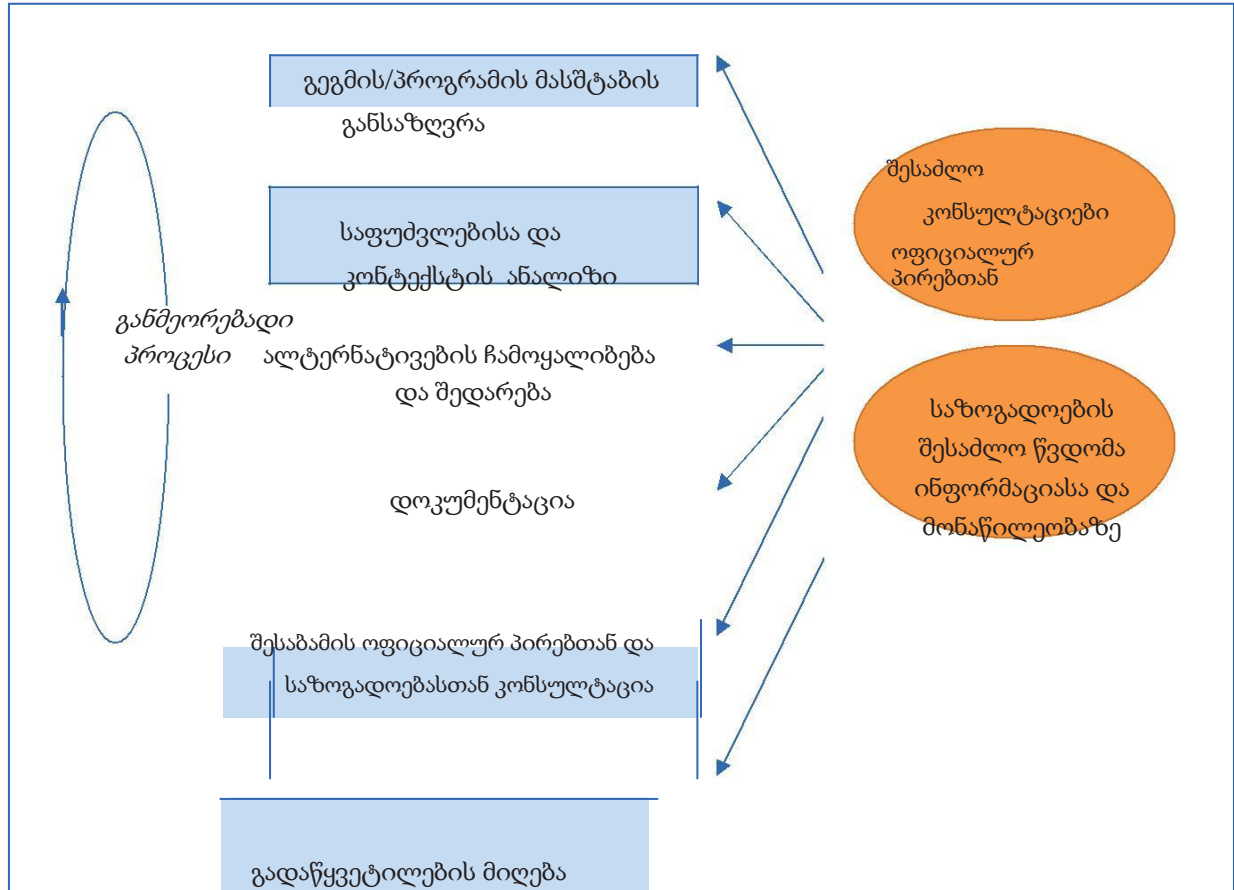 გეგმის/პროგრამის მასშტაბის
განსაზღვრა
საფუძვლებისა და
კონტექსტის ანალიზი
განმეორებადი
პროცესი
ალტერნატივების ჩამოყალიბება
და შედარება
დოკუმენტაცია
შესაბამის ოფიციალურ პირებთან და
საზოგადოებასთან კონსულტაცია
გადაწყვეტილების მიღება
შესაძლო
კონსულტაციები
ოფიციალურ
პირებთან
საზოგადოების
შესაძლო წვდომა
ინფორმაციასა და
მონაწილეობაზე